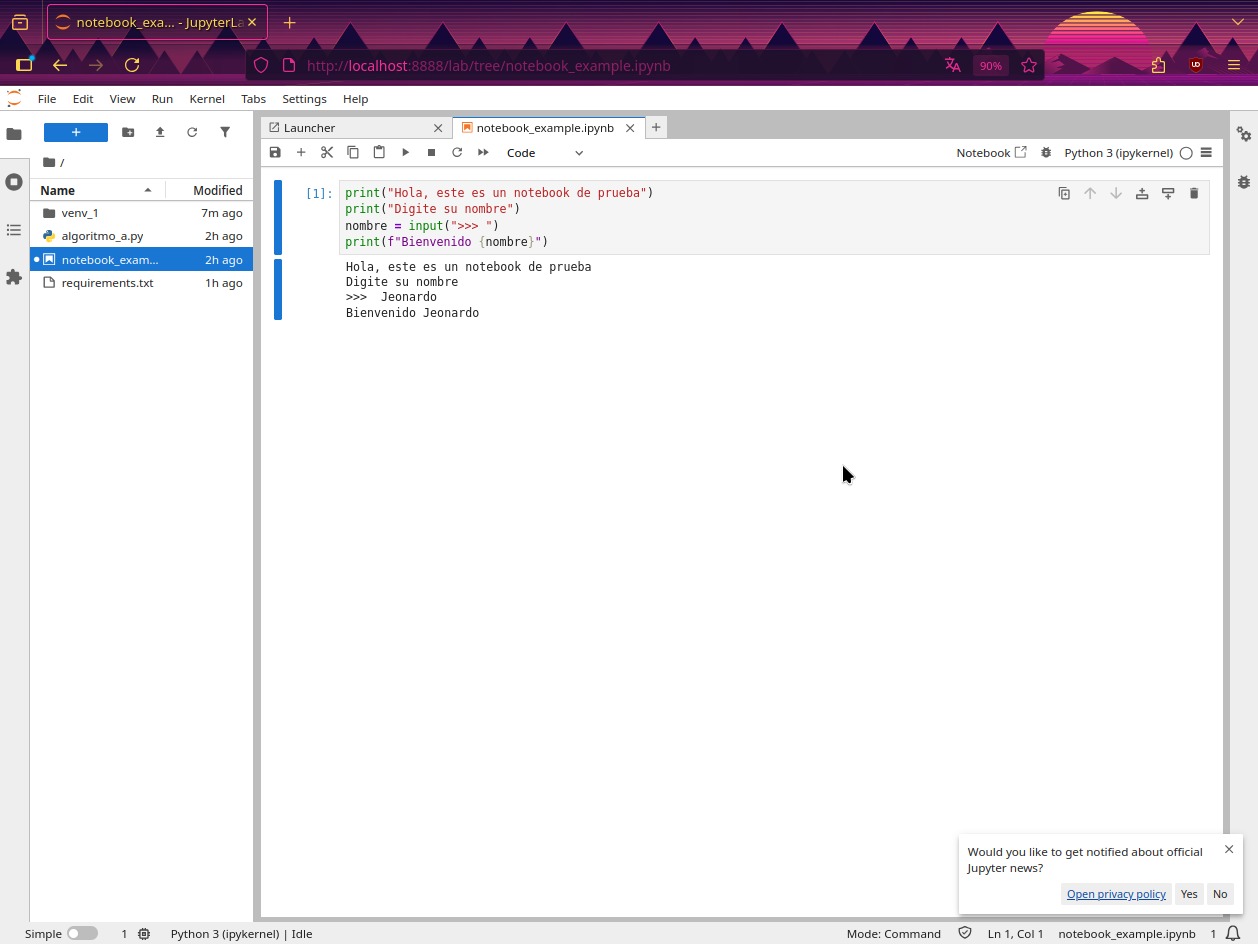 notebook_exa... - JupyterLa
http://localhost:8888/lab/tree/notebook_example.ipynb
90%
File Edit View Run Kernel Tabs Settings Help
/
Name Modified
venv_1 7m ago
algoritmo_a.py 2h ago
notebook_exam... 2h ago
requirements.txt 1h ago
Launcher
notebook_example.ipynb
Code
Notebook
Python 3 (ipykernel)
[1]:
print("Hola, este es un notebook de prueba")
print("Digite su nombre")
nombre = input(">>> ")
print(f"Bienvenido {nombre}")
Hola, este es un notebook de prueba
Digite su nombre
>>>  Jeonardo
Bienvenido Jeonardo
Would you like to get notified about official
Jupyter news?
Open privacy policy Yes No
Simple 1 Python 3 (ipykernel) | Idle Mode: Command Ln 1, Col 1 notebook_example.ipynb 1